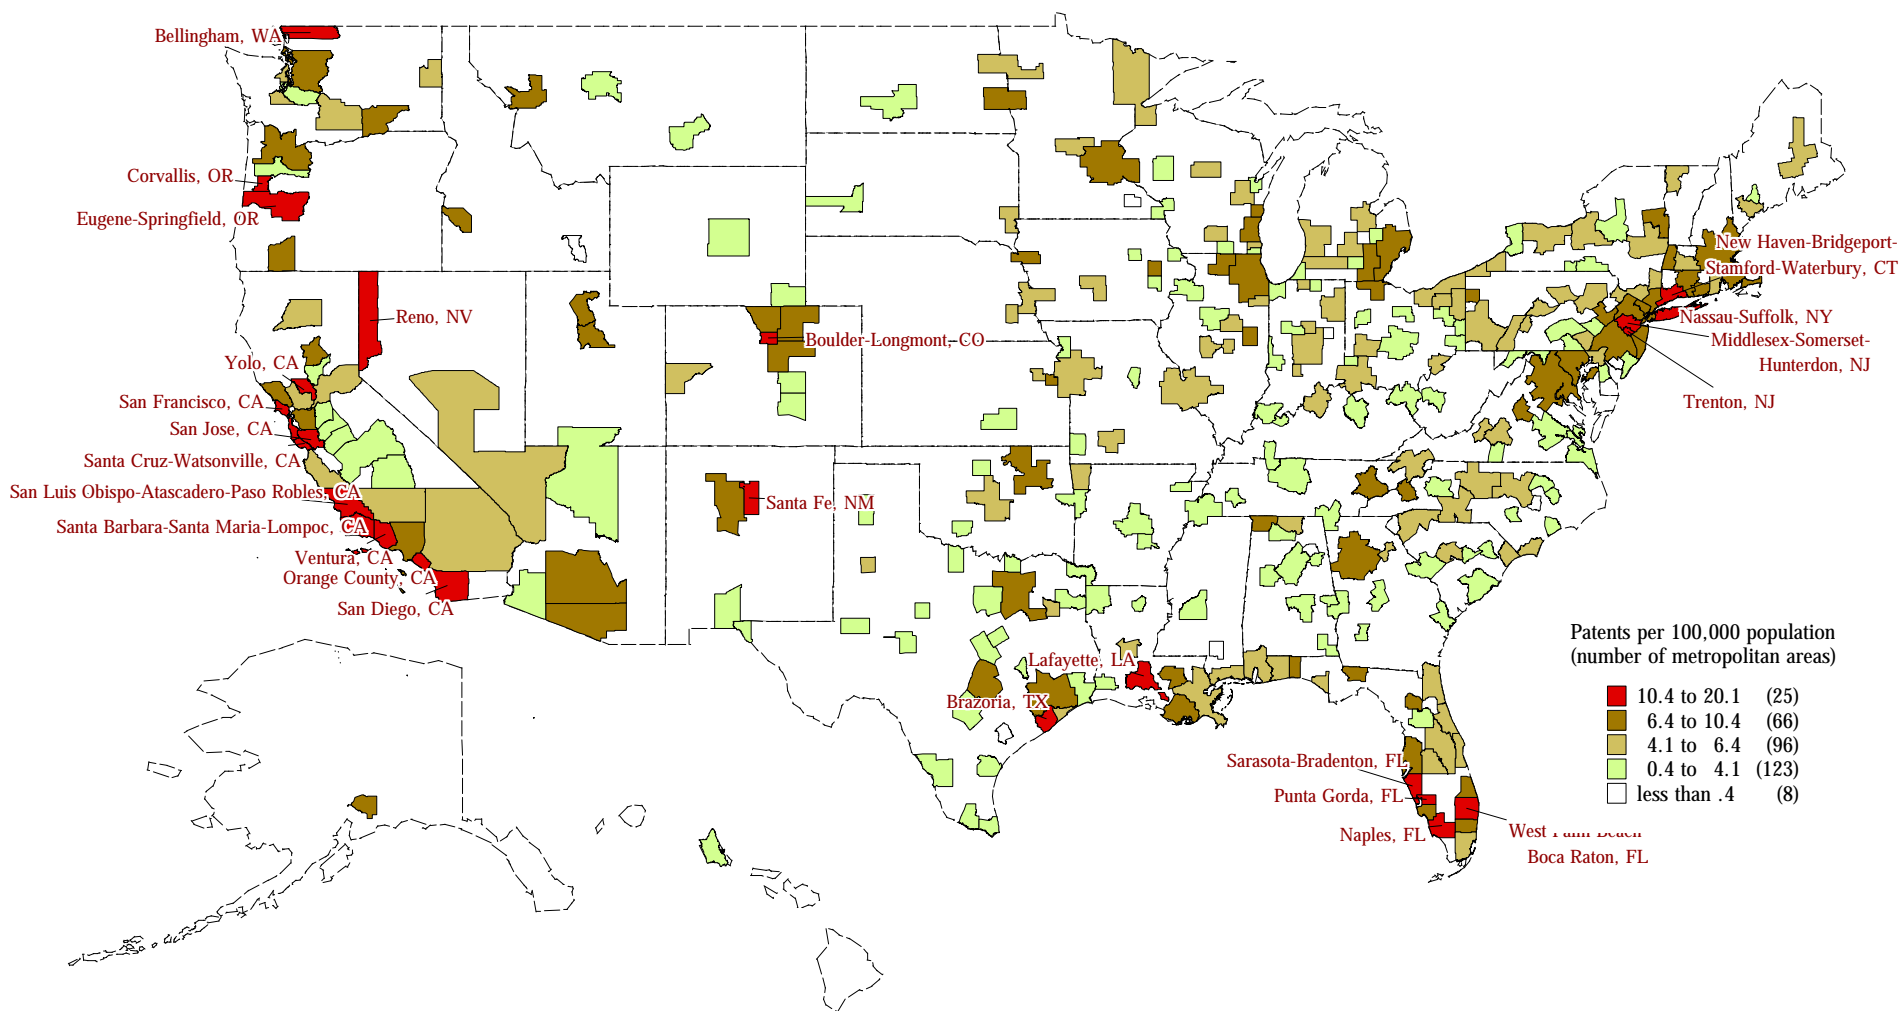 Bellingham, WA
Corvallis, OR
Eugene-Springfield, OR
Reno, NV
Yolo, CA
San Francisco, CA
San Jose, CA
Santa Cruz-Watsonville, CA
San Luis Obispo-Atascadero-Paso Robles, CA
Santa Barbara-Santa Maria-Lompoc, CA
Ventura, CA
Orange County, CA
San Diego, CA
Boulder-Longmont, CO
Santa Fe, NM
Lafayette, LA
Brazoria, TX
New Haven-Bridgeport-
Stamford-Waterbury, CT
Nassau-Suffolk, NY
Middlesex-Somerset-
Hunterdon, NJ
Trenton, NJ
Sarasota-Bradenton, FL
Punta Gorda, FL
Naples, FL
West Palm Beach
Boca Raton, FL
Patents per 100,000 population
(number of metropolitan areas)
10.4 to 20.1 (25)
6.4 to 10.4 (66)
4.1 to 6.4 (96)
0.4 to 4.1 (123)
less than .4 (8)